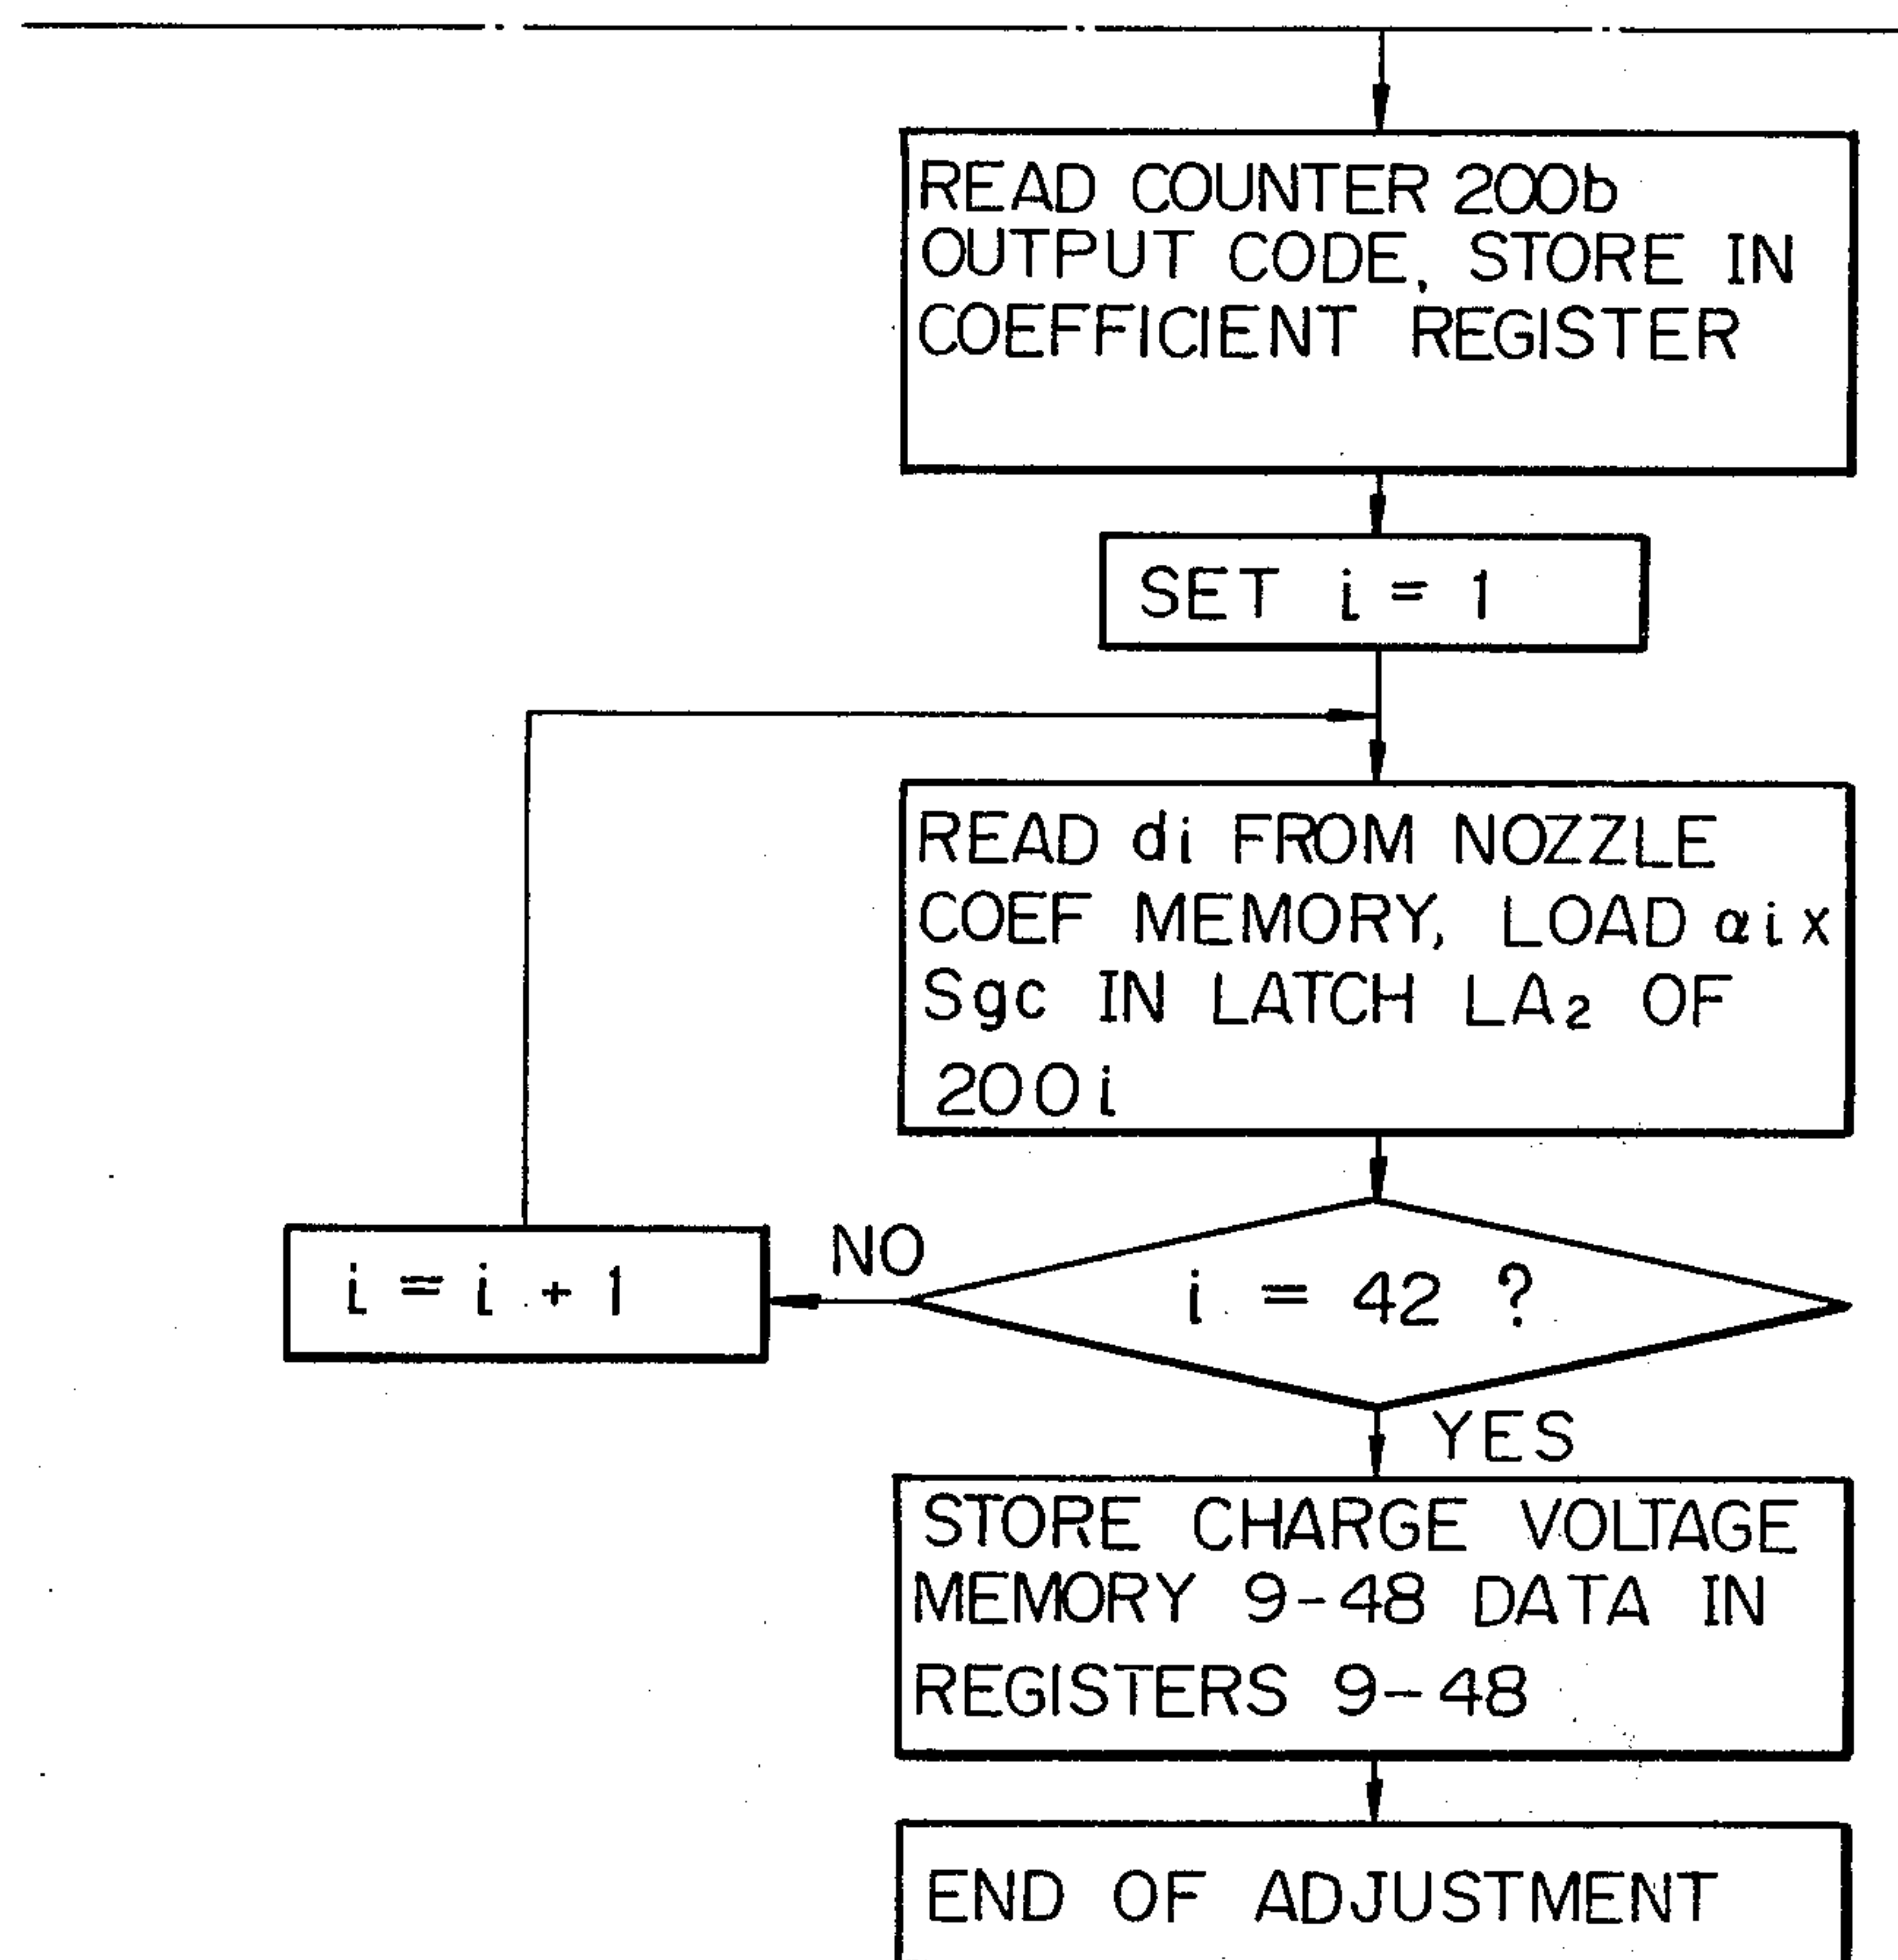 READ COUNTER 200b
OUTPUT CODE, STORE IN
COEFFICIENT REGISTER
SET i = 1
READ di FROM NOZZLE
COEF MEMORY, LOAD αi x
Sgc IN LATCH LA₂ OF
200i
NO
i = i + 1
i = 42 ?
YES
STORE CHARGE VOLTAGE
MEMORY 9-48 DATA IN
REGISTERS 9-48
END OF ADJUSTMENT